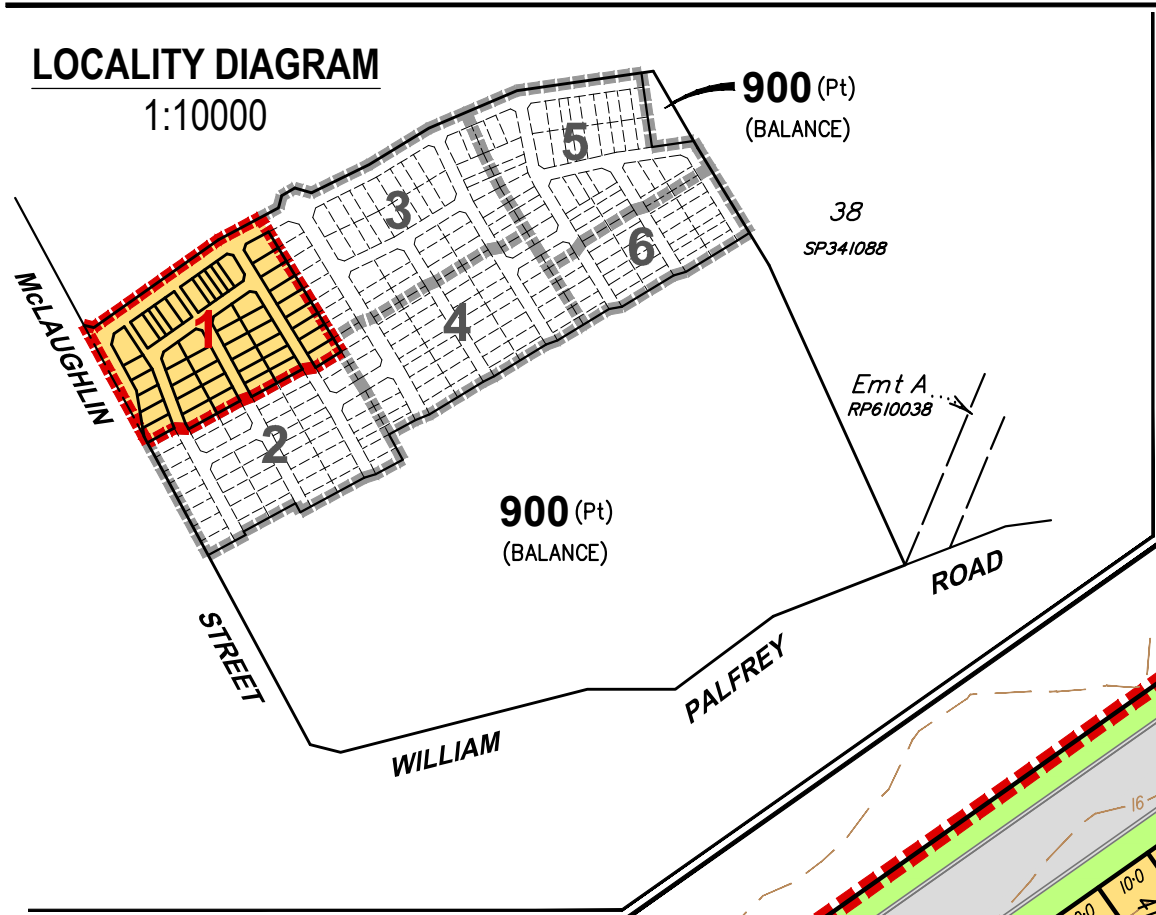 LOCALITY DIAGRAM
1:10000
900 (Pt)
(BALANCE)
5
3
38
SP341088
6
McLAUGHLIN
1
4
Emt A
RP610038
2
900 (Pt)
(BALANCE)
ROAD
STREET
PALFREY
WILLIAM
16
10·0